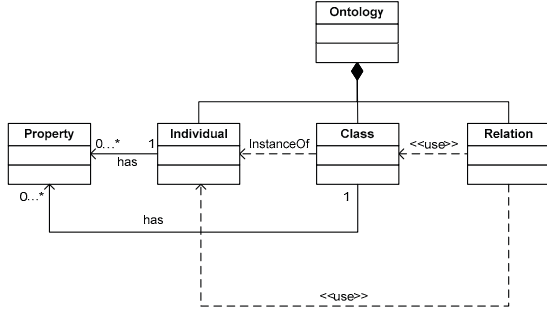 Ontology
Property
Individual
Class
Relation
0...*
1
InstanceOf
<<use>>
has
0...*
1
has
<<use>>